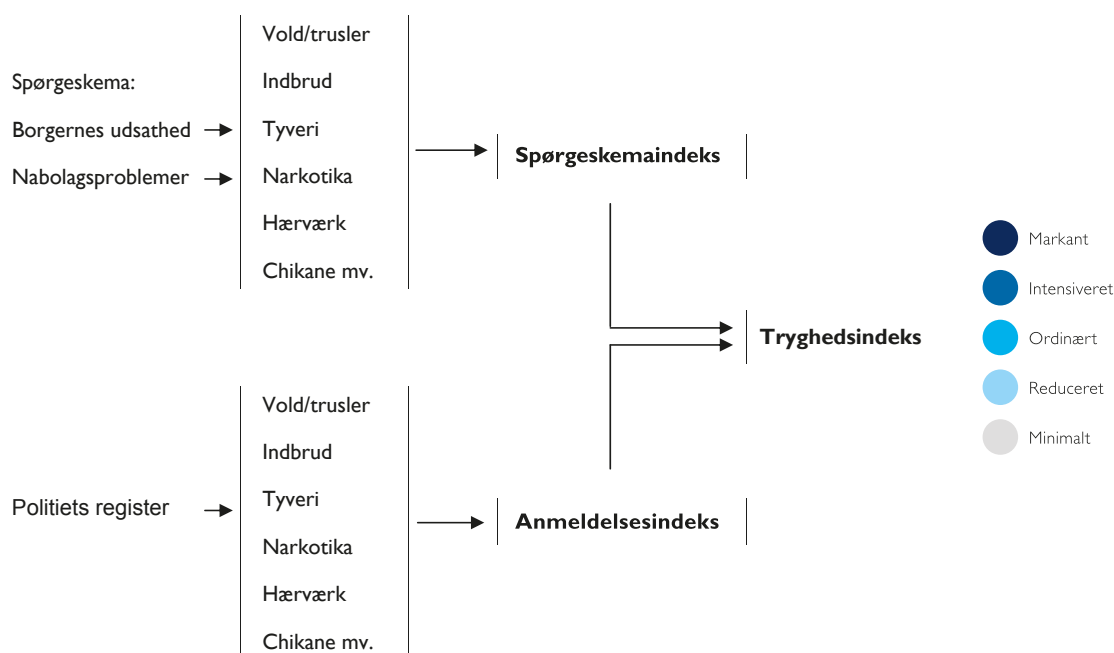 Spørgeskema:
Borgernes udsathed
Nabolagsproblemer
Vold/trusler
Indbrud
Tyveri
Narkotika
Hærværk
Chikane mv.
Spørgeskemaindeks
Politiets register
Vold/trusler
Indbrud
Tyveri
Narkotika
Hærværk
Chikane mv.
Anmeldelsesindeks
Tryghedsindeks
Markant
Intensiveret
Ordinært
Reduceret
Minimalt